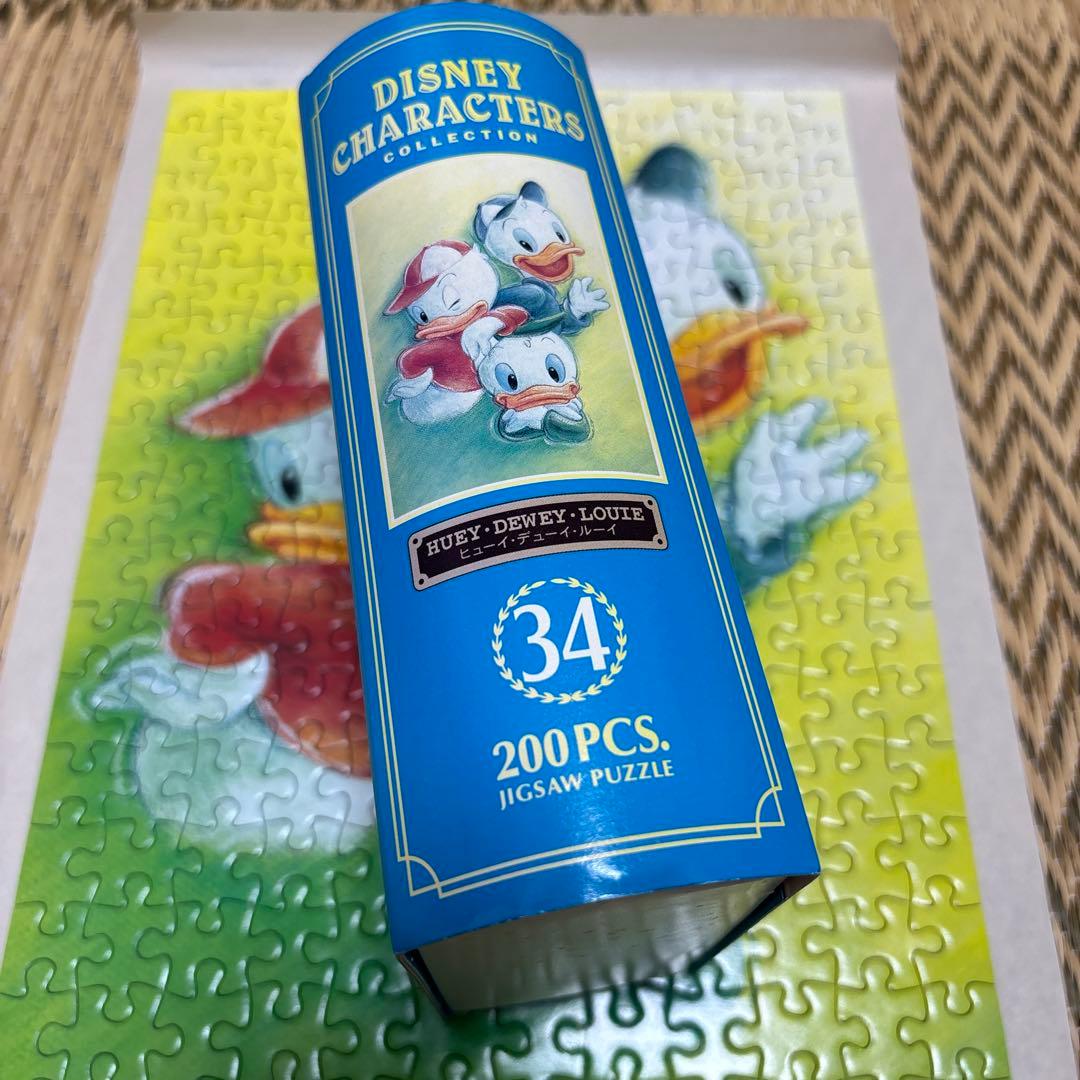 DISNEY
CHARACTERS
COLLECTION
HUEY·DEWEY·LOUIE
ヒューイ·デューイ·ルーイ
34
200 PCS.
JIGSAW PUZZLE